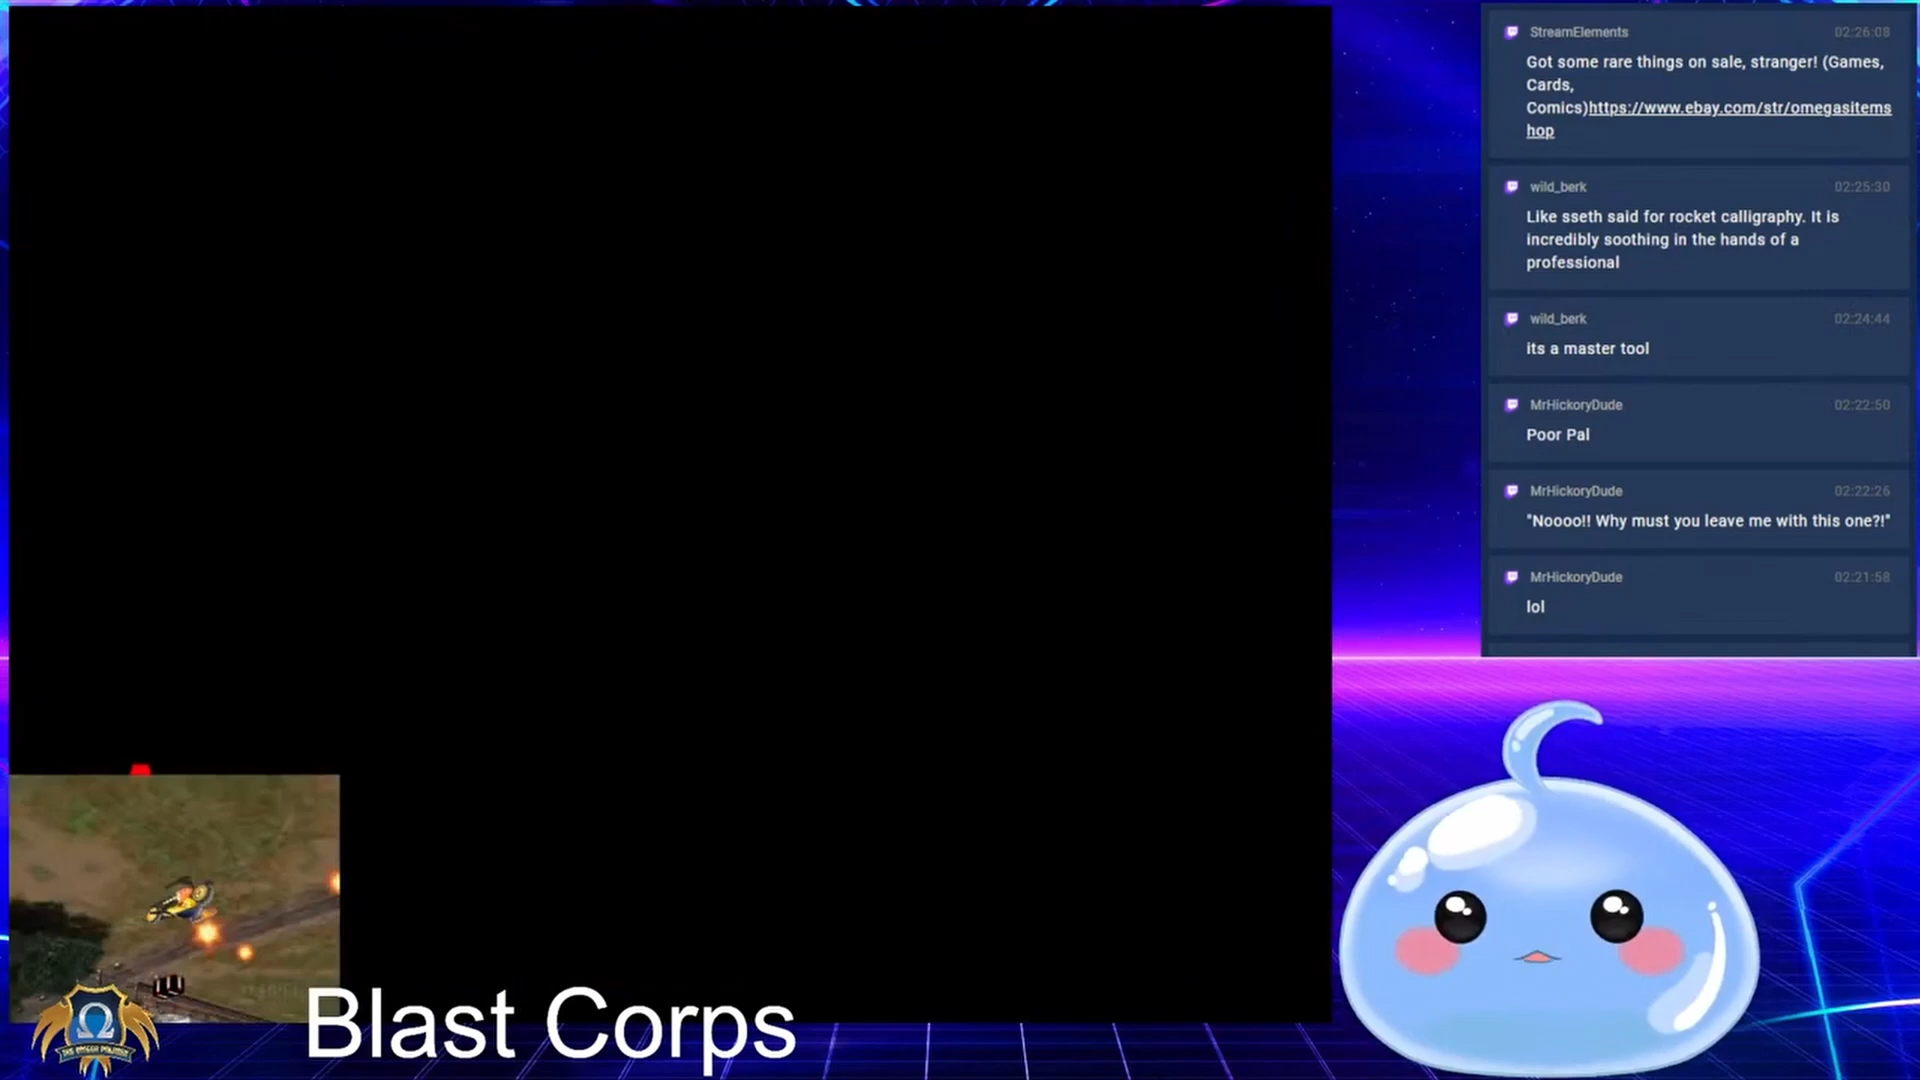 StreamElements 02:26:08
Got some rare things on sale, stranger! (Games,
Cards,
Comics)https://www.ebay.com/str/omegasitems
hop
wild_berk 02:25:30
Like sseth said for rocket calligraphy. It is
incredibly soothing in the hands of a
professional
wild_berk 02:24:44
its a master tool
MrHickoryDude 02:22:50
Poor Pal
MrHickoryDude 02:22:26
"Noooo!! Why must you leave me with this one?!"
MrHickoryDude 02:21:58
lol
Blast Corps